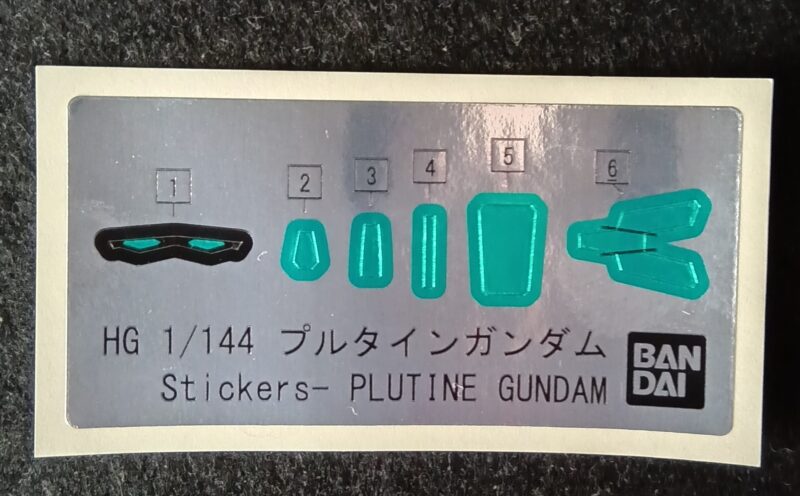 1 2 3 4 5 6
HG 1/144 プルタインガンダム
Stickers- PLUTINE GUNDAM
BAN
DAI